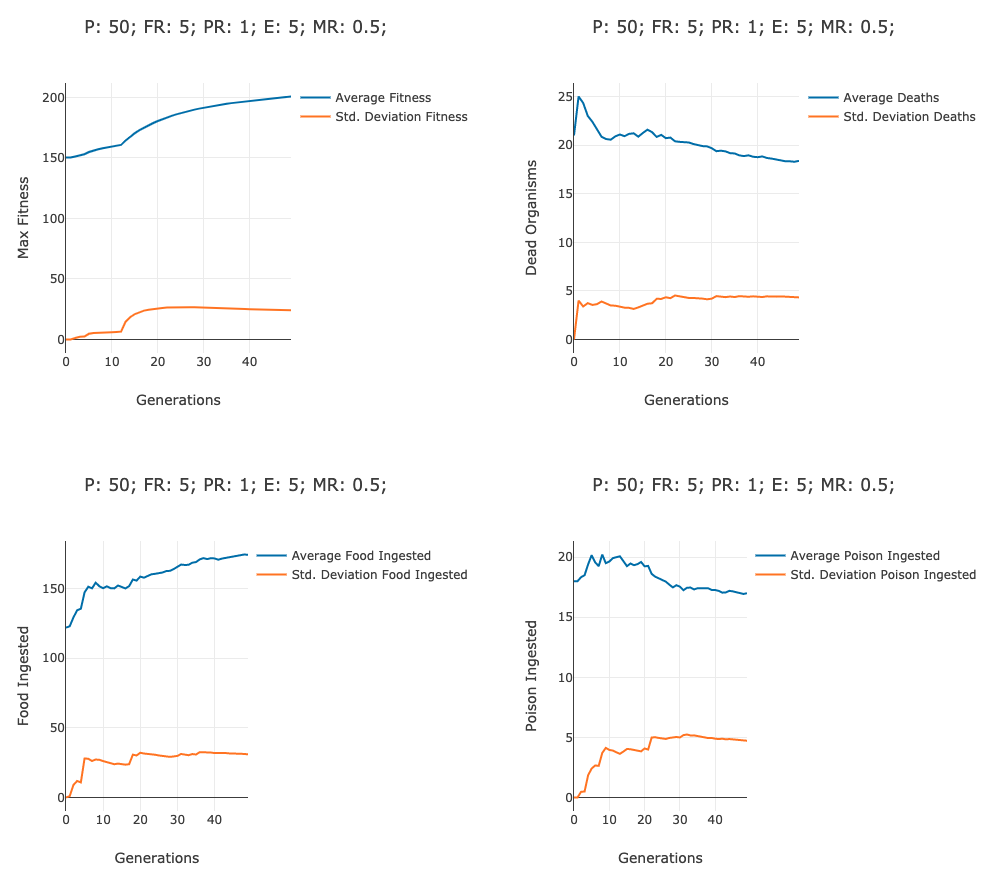 P: 50; FR: 5; PR: 1; E: 5; MR: 0.5;
Max Fitness
200
150
100
50
0
0 10 20 30 40
Generations
Average Fitness
Std. Deviation Fitness
P: 50; FR: 5; PR: 1; E: 5; MR: 0.5;
Dead Organisms
25
20
15
10
5
0
0 10 20 30 40
Generations
Average Deaths
Std. Deviation Deaths
P: 50; FR: 5; PR: 1; E: 5; MR: 0.5;
Food Ingested
150
100
50
0
0 10 20 30 40
Generations
Average Food Ingested
Std. Deviation Food Ingested
P: 50; FR: 5; PR: 1; E: 5; MR: 0.5;
Poison Ingested
20
15
10
5
0
0 10 20 30 40
Generations
Average Poison Ingested
Std. Deviation Poison Ingested